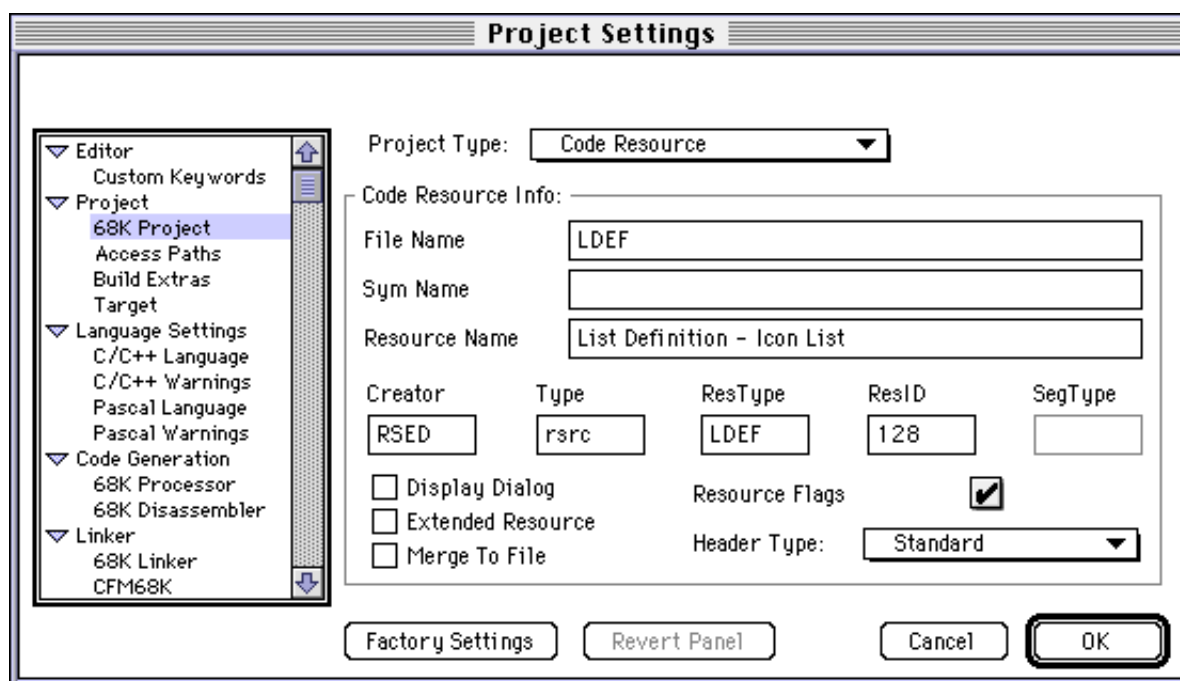 Project Settings
Editor
Custom Keywords
Project
68K Project
Access Paths
Build Extras
Target
Language Settings
C/C++ Language
C/C++ Warnings
Pascal Language
Pascal Warnings
Code Generation
68K Processor
68K Disassembler
Linker
68K Linker
CFM68K
Project Type: Code Resource
Code Resource Info:
File Name LDEF
Sym Name
Resource Name List Definition - Icon List
Creator Type ResType ResID SegType
RSED rsrc LDEF 128
Display Dialog
Extended Resource
Merge To File
Resource Flags
Header Type: Standard
Factory Settings Revert Panel Cancel OK